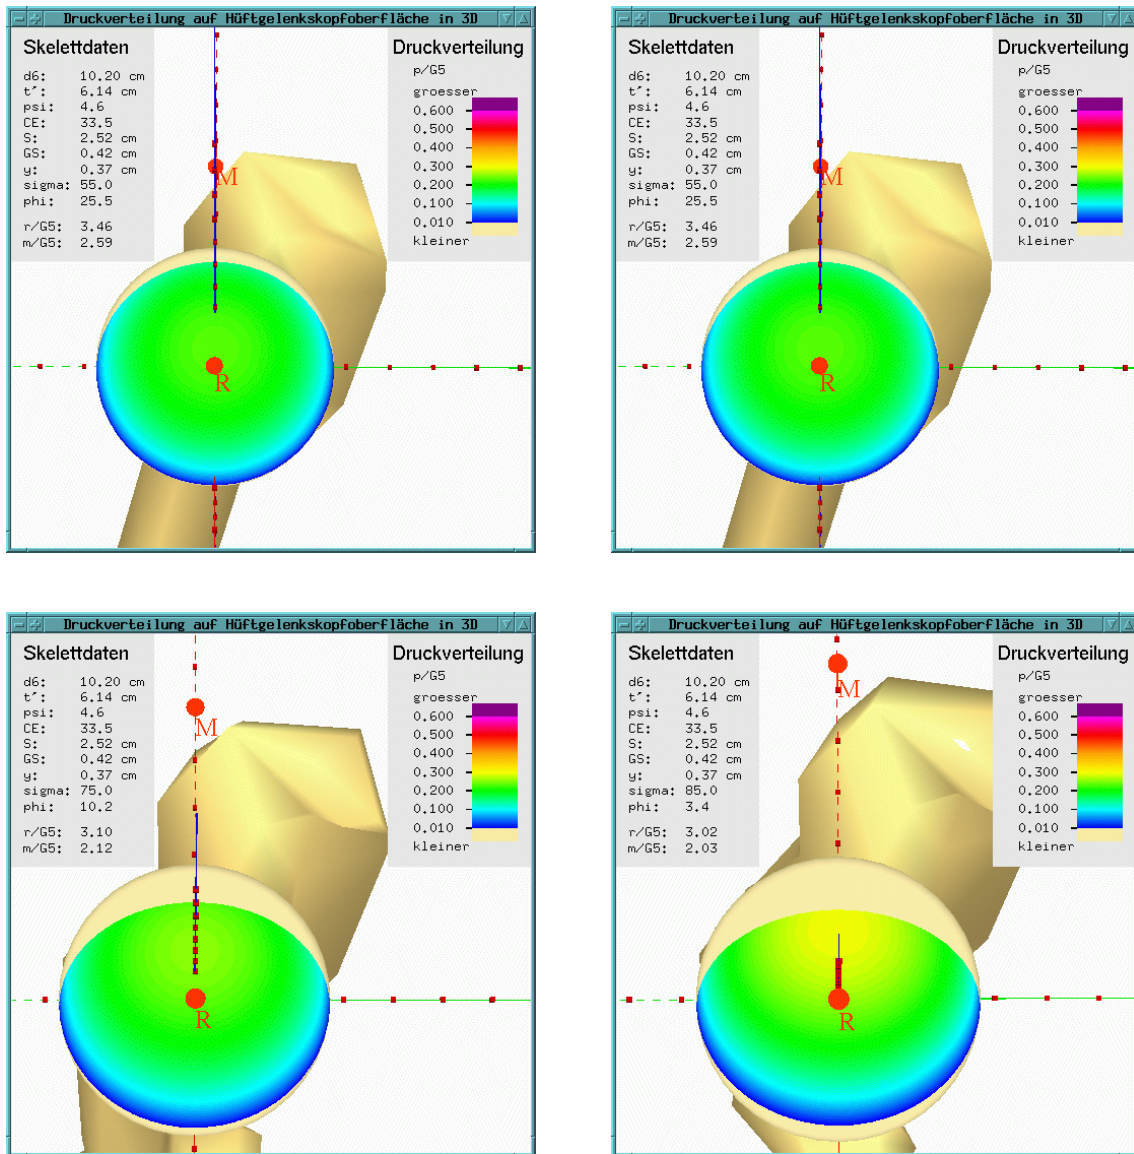 Druckverteilung auf Hüftgelenkskopfoberfläche in 3D
Skelettdaten
d6: 10.20 cm
t´: 6.14 cm
psi: 4.6
CE: 33.5
S: 2.52 cm
GS: 0.42 cm
y: 0.37 cm
sigma: 55.0
phi: 25.5
r/G5: 3.46
m/G5: 2.59
Druckverteilung
p/G5
groesser
0.600
0.500
0.400
0.300
0.200
0.100
0.010
kleiner
M
R
Druckverteilung auf Hüftgelenkskopfoberfläche in 3D
Skelettdaten
d6: 10.20 cm
t´: 6.14 cm
psi: 4.6
CE: 33.5
S: 2.52 cm
GS: 0.42 cm
y: 0.37 cm
sigma: 55.0
phi: 25.5
r/G5: 3.46
m/G5: 2.59
Druckverteilung
p/G5
groesser
0.600
0.500
0.400
0.300
0.200
0.100
0.010
kleiner
M
R
Druckverteilung auf Hüftgelenkskopfoberfläche in 3D
Skelettdaten
d6: 10.20 cm
t´: 6.14 cm
psi: 4.6
CE: 33.5
S: 2.52 cm
GS: 0.42 cm
y: 0.37 cm
sigma: 75.0
phi: 10.2
r/G5: 3.10
m/G5: 2.12
Druckverteilung
p/G5
groesser
0.600
0.500
0.400
0.300
0.200
0.100
0.010
kleiner
M
R
Druckverteilung auf Hüftgelenkskopfoberfläche in 3D
Skelettdaten
d6: 10.20 cm
t´: 6.14 cm
psi: 4.6
CE: 33.5
S: 2.52 cm
GS: 0.42 cm
y: 0.37 cm
sigma: 85.0
phi: 3.4
r/G5: 3.02
m/G5: 2.03
Druckverteilung
p/G5
groesser
0.600
0.500
0.400
0.300
0.200
0.100
0.010
kleiner
M
R